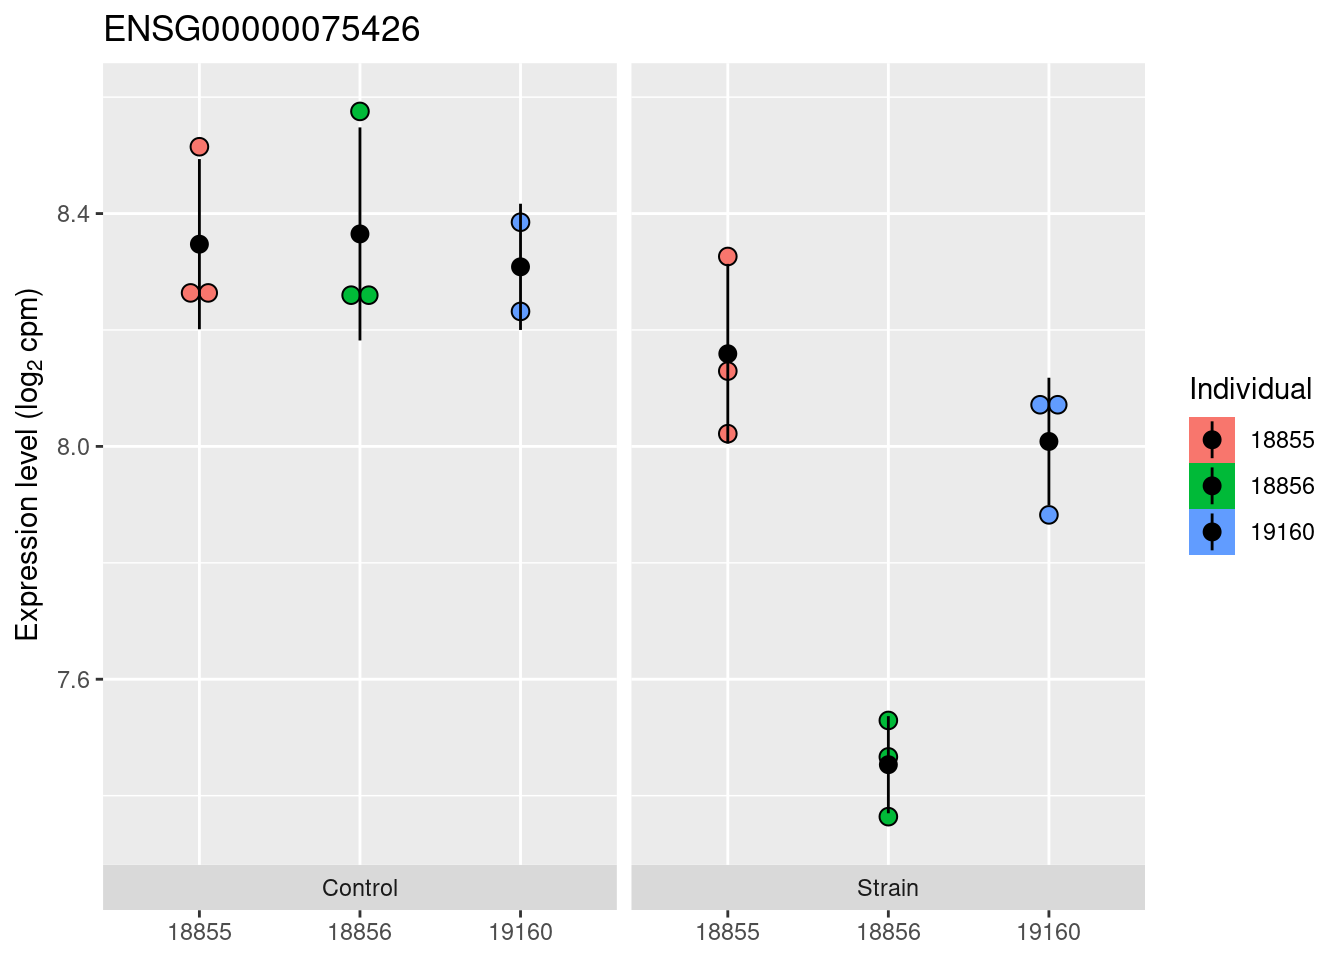 ENSG00000075426
Expression level (log₂ cpm)
8.4
8.0
7.6
Control
Strain
18855
18856
19160
18855
18856
19160
Individual
18855
18856
19160